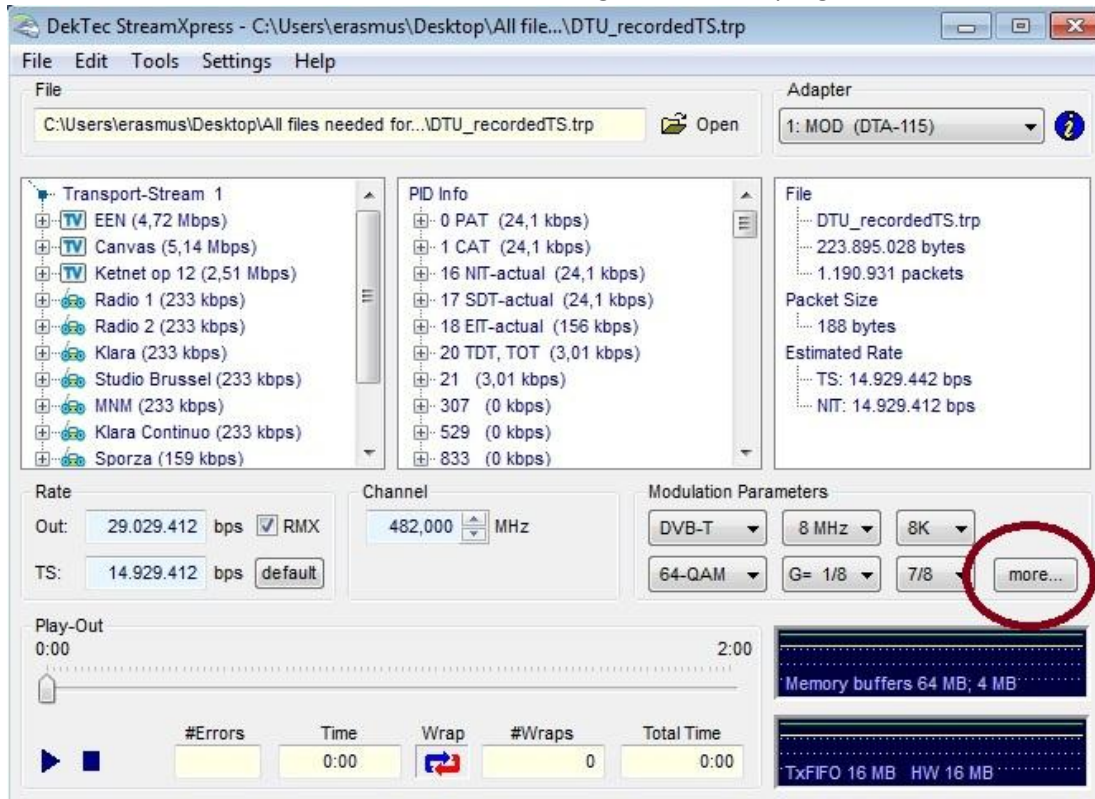 DekTec StreamXpress - C:\Users\erasmus\Desktop\All file...\DTU_recordedTS.trp
File Edit Tools Settings Help
File
C:\Users\erasmus\Desktop\All files needed for...\DTU_recordedTS.trp
Open
Adapter
1: MOD (DTA-115)
i
Transport-Stream 1
TV EEN (4,72 Mbps)
TV Canvas (5,14 Mbps)
TV Ketnet op 12 (2,51 Mbps)
Radio 1 (233 kbps)
Radio 2 (233 kbps)
Klara (233 kbps)
Studio Brussel (233 kbps)
MNM (233 kbps)
Klara Continuo (233 kbps)
Sporza (159 kbps)
PID Info
0 PAT (24,1 kbps)
1 CAT (24,1 kbps)
16 NIT-actual (24,1 kbps)
17 SDT-actual (24,1 kbps)
18 EIT-actual (156 kbps)
20 TDT, TOT (3,01 kbps)
21 (3,01 kbps)
307 (0 kbps)
529 (0 kbps)
833 (0 kbps)
File
DTU_recordedTS.trp
223.895.028 bytes
1.190.931 packets
Packet Size
188 bytes
Estimated Rate
TS: 14.929.442 bps
NIT: 14.929.412 bps
Rate
Out: 29.029.412 bps RMX
TS: 14.929.412 bps default
Channel
482,000 MHz
Modulation Parameters
DVB-T 8 MHz 8K
64-QAM G= 1/8 7/8 more...
Play-Out
0:00 2:00
#Errors Time Wrap #Wraps Total Time
0:00 0 0:00
Memory buffers 64 MB; 4 MB
TxFIFO 16 MB HW 16 MB